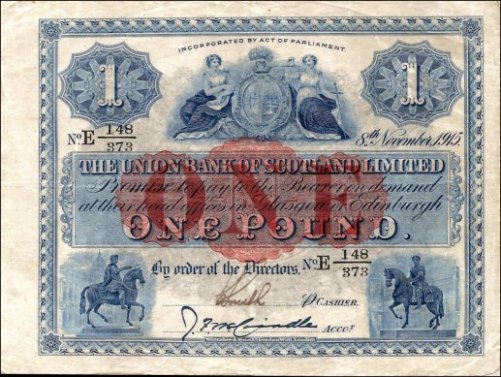 INCORPORATED BY ACT OF PARLIAMENT.
1 1
No. E 148/373
8th November, 1915.
THE UNION BANK OF SCOTLAND LIMITED
Promise to pay to the Bearer on demand
at their head offices in Glasgow or Edinburgh
ONE
ONE POUND.
By order of the Directors. No. E 148/373
CASHIER.
ACCOT.